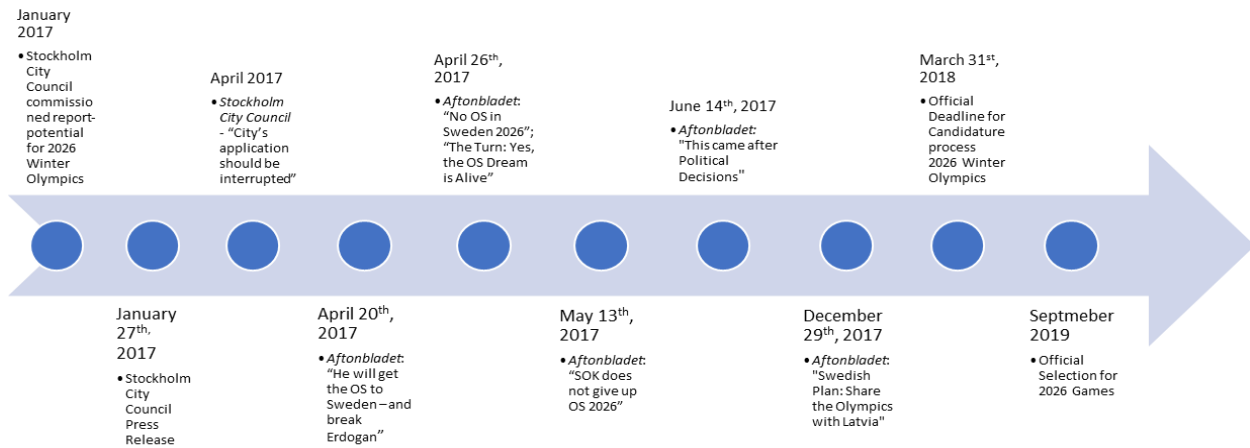 January
2017
• Stockholm
City
Council
commissio
ned report-
potential
for 2026
Winter
Olympics
January
27th,
2017
• Stockholm
City
Council
Press
Release
April 2017
• Stockholm
City Council
- “City’s
application
should be
interrupted”
April 20th,
2017
• Aftonbladet:
“He will get
the OS to
Sweden – and
break
Erdogan”
April 26th,
2017
• Aftonbladet:
“No OS in
Sweden 2026”;
“The Turn: Yes,
the OS Dream
is Alive”
May 13th,
2017
• Aftonbladet:
“SOK does
not give up
OS 2026”
June 14th, 2017
• Aftonbladet:
"This came after
Political
Decisions"
December
29th, 2017
• Aftonbladet:
"Swedish
Plan: Share
the Olympics
with Latvia"
March 31st,
2018
• Official
Deadline for
Candidature
process
2026 Winter
Olympics
Septmeber
2019
• Official
Selection for
2026 Games